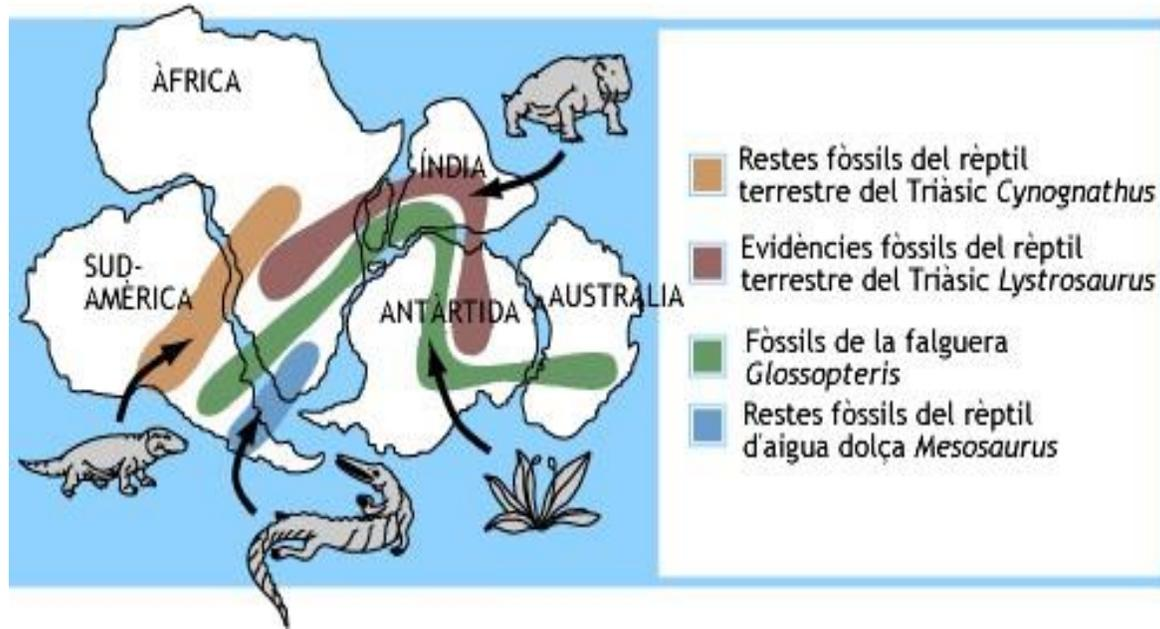 ÀFRICA
ÍNDIA
SUD-
AMÈRICA
ANTÀRTIDA
AUSTRÀLIA
Restes fòssils del rèptil
terrestre del Triàsic Cynognathus
Evidències fòssils del rèptil
terrestre del Triàsic Lystrosaurus
Fòssils de la falguera
Glossopteris
Restes fòssils del rèptil
d'aigua dolça Mesosaurus